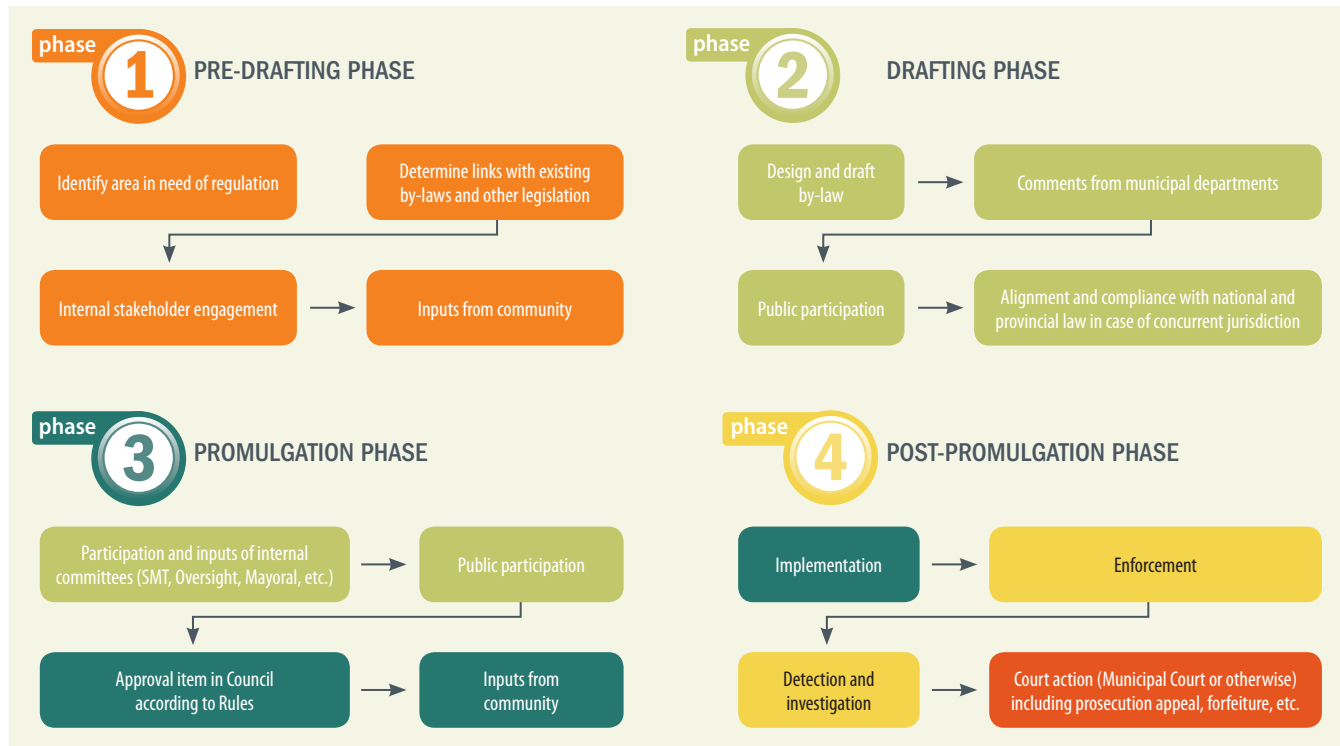 phase
1
PRE-DRAFTING PHASE
Identify area in need of regulation
Determine links with existing
by-laws and other legislation
Internal stakeholder engagement
Inputs from community
phase
2
DRAFTING PHASE
Design and draft
by-law
Comments from municipal departments
Public participation
Alignment and compliance with national and
provincial law in case of concurrent jurisdiction
phase
3
PROMULGATION PHASE
Participation and inputs of internal
committees (SMT, Oversight, Mayoral, etc.)
Public participation
Approval item in Council
according to Rules
Inputs from
community
phase
4
POST-PROMULGATION PHASE
Implementation
Enforcement
Detection and
investigation
Court action (Municipal Court or otherwise)
including prosecution appeal, forfeiture, etc.